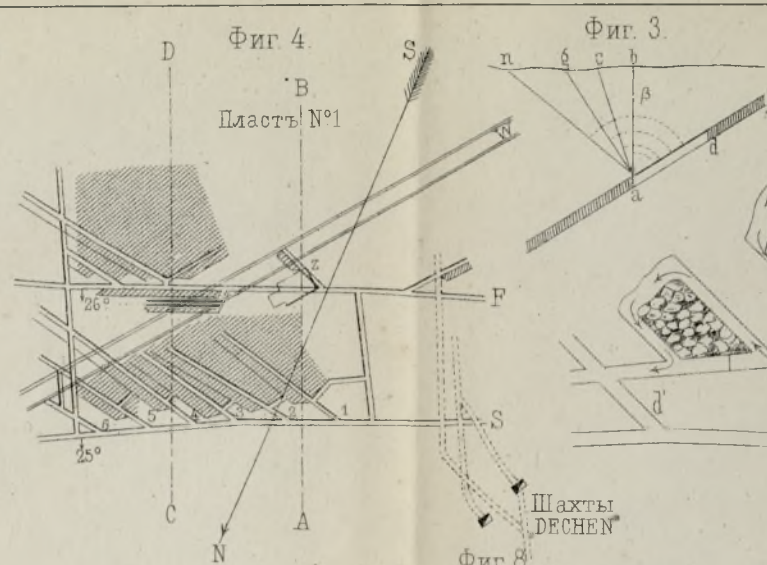 Фиг. 4.
D
S
B
Пластъ №1
Фиг. 3.
n
б
c
b
β
d
a
z
26°
F
6
5
4
3
2
1
S
25°
d'
C
A
N
Шахты
DECHEN
Фиг. 8